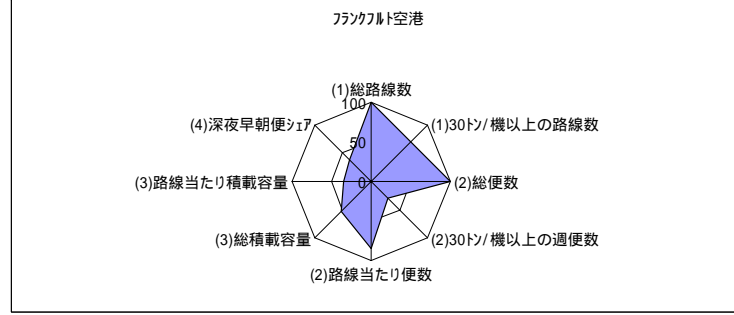 フランクフルト空港
(1)総路線数
(1)30トン/機以上の路線数
(2)総便数
(2)30トン/機以上の週便数
(2)路線当たり便数
(3)総積載容量
(3)路線当たり積載容量
(4)深夜早朝便シェア
100
50
0